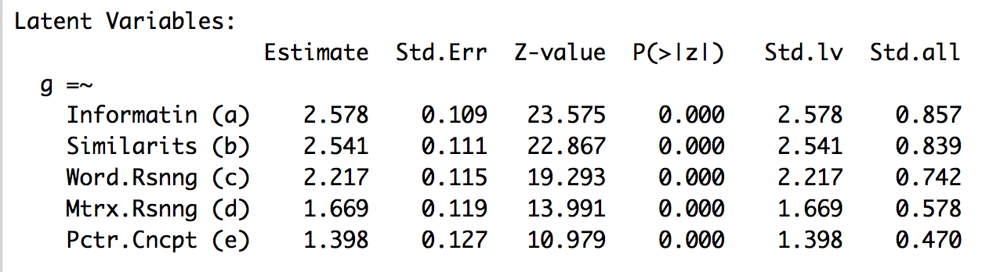 Latent Variables:
Estimate Std.Err Z-value P(>|z|) Std.lv Std.all
g =~
Informatin (a) 2.578 0.109 23.575 0.000 2.578 0.857
Similarits (b) 2.541 0.111 22.867 0.000 2.541 0.839
Word.Rsnng (c) 2.217 0.115 19.293 0.000 2.217 0.742
Mtrx.Rsnng (d) 1.669 0.119 13.991 0.000 1.669 0.578
Pctr.Cncpt (e) 1.398 0.127 10.979 0.000 1.398 0.470